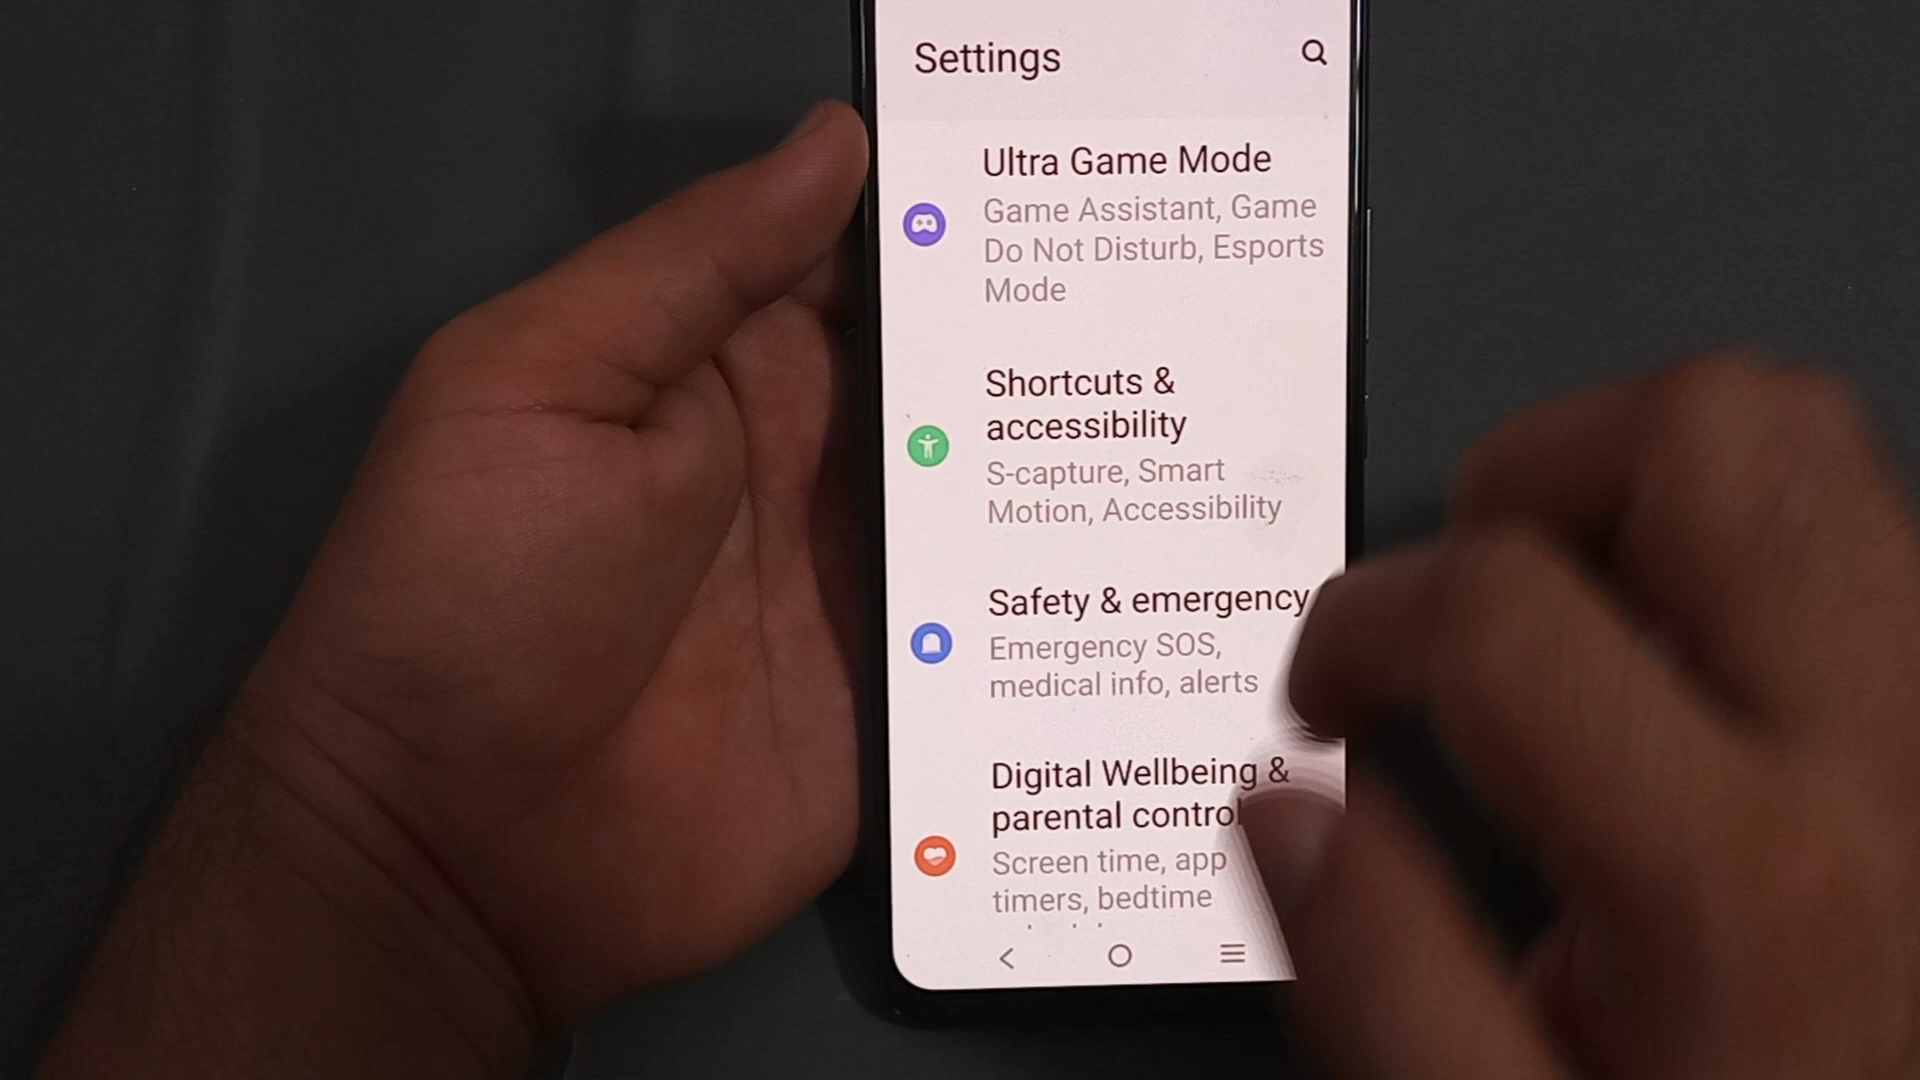 Settings
Ultra Game Mode
Game Assistant, Game
Do Not Disturb, Esports
Mode
Shortcuts &
accessibility
S-capture, Smart
Motion, Accessibility
Safety & emergency
Emergency SOS,
medical info, alerts
Digital Wellbeing &
parental control
Screen time, app
timers, bedtime